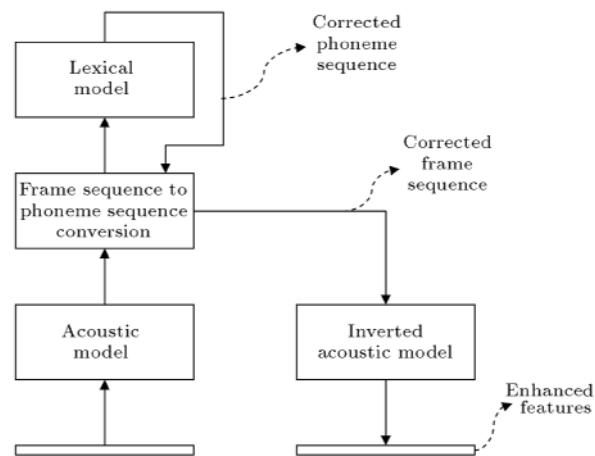 Corrected
phoneme
sequence
Lexical
model
Corrected
frame
sequence
Frame sequence to
phoneme sequence
conversion
Acoustic
model
Inverted
acoustic model
Enhanced
features